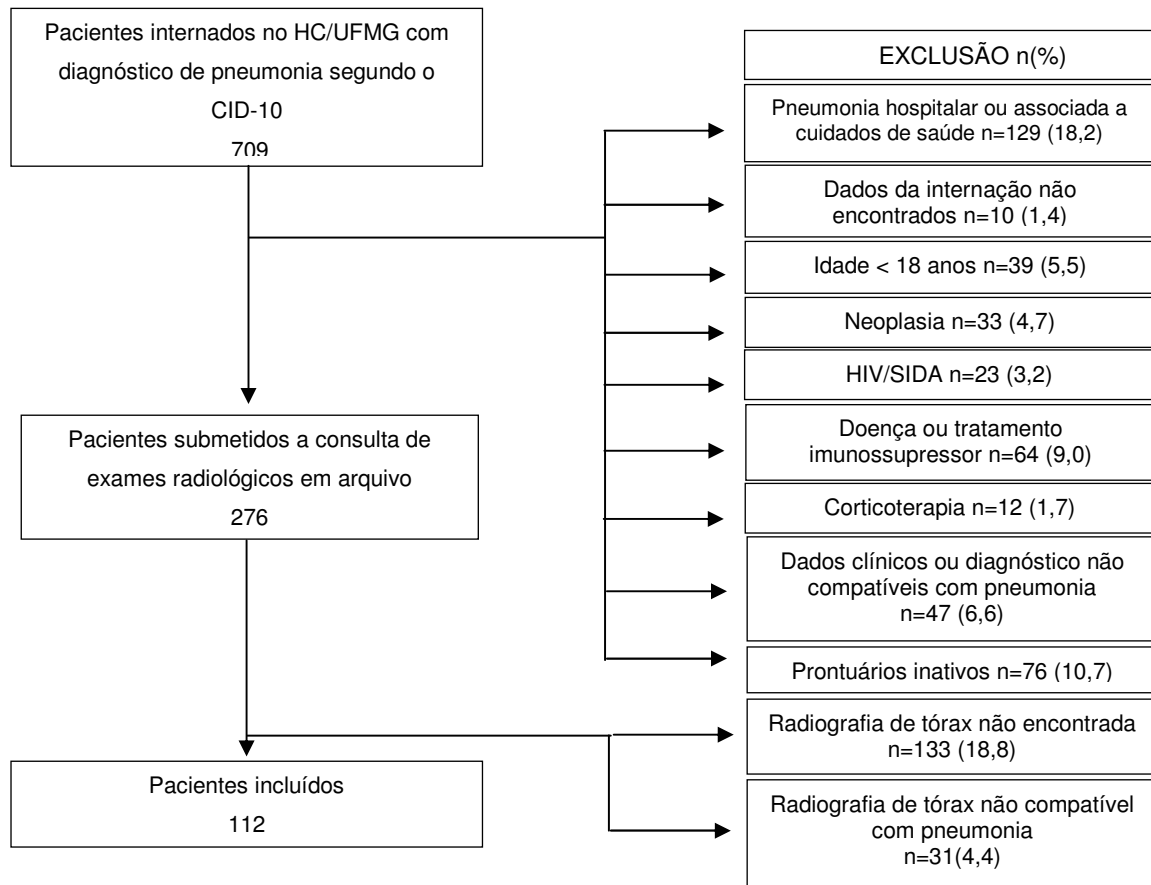 Pacientes internados no HC/UFMG com
diagnóstico de pneumonia segundo o
CID-10
709
Pacientes submetidos a consulta de
exames radiológicos em arquivo
276
Pacientes incluídos
112
EXCLUSÃO n(%)
Pneumonia hospitalar ou associada a
cuidados de saúde n=129 (18,2)
Dados da internação não
encontrados n=10 (1,4)
Idade < 18 anos n=39 (5,5)
Neoplasia n=33 (4,7)
HIV/SIDA n=23 (3,2)
Doença ou tratamento
imunossupressor n=64 (9,0)
Corticoterapia n=12 (1,7)
Dados clínicos ou diagnóstico não
compatíveis com pneumonia
n=47 (6,6)
Prontuários inativos n=76 (10,7)
Radiografia de tórax não encontrada
n=133 (18,8)
Radiografia de tórax não compatível
com pneumonia
n=31(4,4)